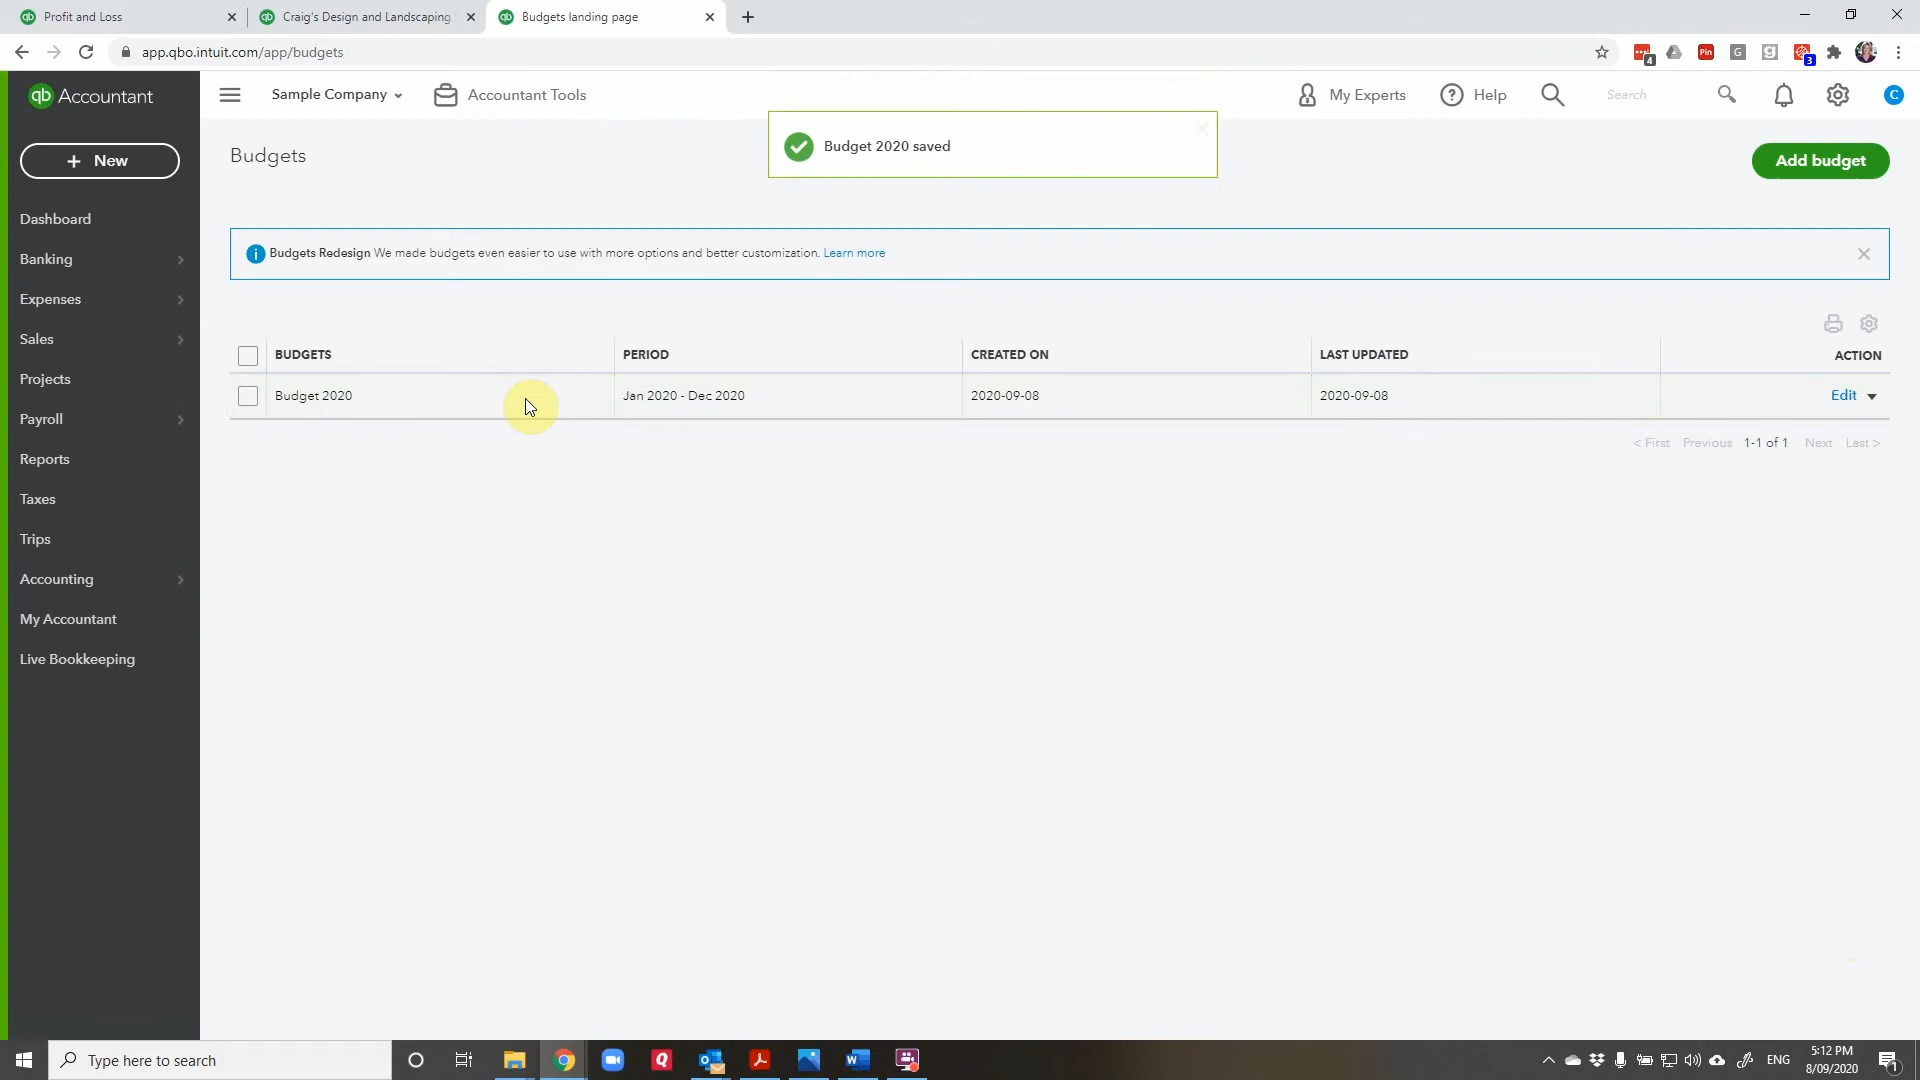 Profit and Loss
Craig's Design and Landscaping
Budgets landing page
app.qbo.intuit.com/app/budgets
4
Pin
G
g
3
qb Accountant
Sample Company
Accountant Tools
My Experts
Help
Search
C
+ New
Budgets
Budget 2020 saved
Add budget
Dashboard
Banking
Expenses
Sales
Projects
Payroll
Reports
Taxes
Trips
Accounting
My Accountant
Live Bookkeeping
Budgets Redesign We made budgets even easier to use with more options and better customization. Learn more
BUDGETS PERIOD CREATED ON LAST UPDATED ACTION
Budget 2020 Jan 2020 - Dec 2020 2020-09-08 2020-09-08 Edit
< First Previous 1-1 of 1 Next Last >
Type here to search
ENG
5:12 PM
8/09/2020
1